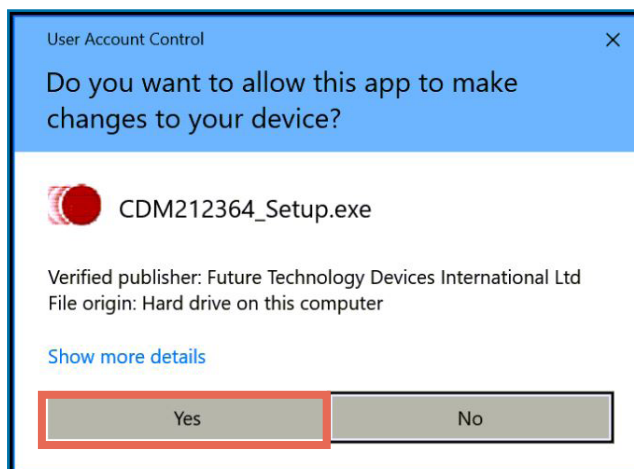 User Account Control
Do you want to allow this app to make
changes to your device?
CDM212364_Setup.exe
Verified publisher: Future Technology Devices International Ltd
File origin: Hard drive on this computer
Show more details
Yes
No